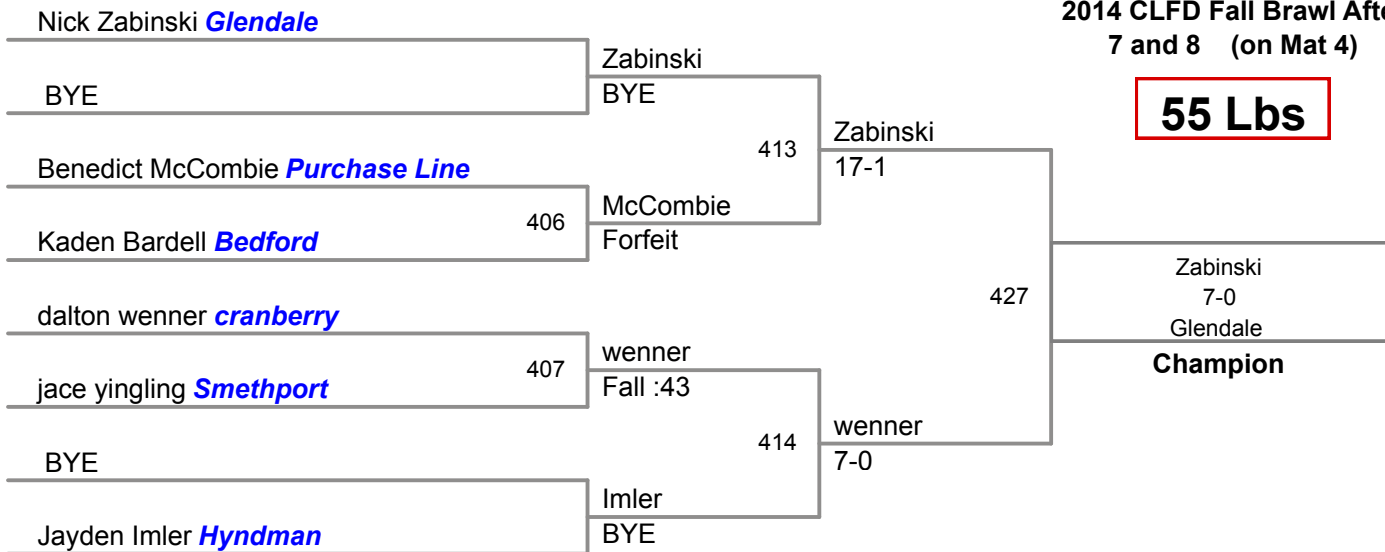 2014 CLFD Fall Brawl Afte
7 and 8 (on Mat 4)
55 Lbs
Nick Zabinski Glendale
BYE
Benedict McCombie Purchase Line
Kaden Bardell Bedford
dalton wenner cranberry
jace yingling Smethport
BYE
Jayden Imler Hyndman
Zabinski
BYE
406
McCombie
Forfeit
407
wenner
Fall :43
Imler
BYE
413
Zabinski
17-1
414
wenner
7-0
427
Zabinski
7-0
Glendale
Champion